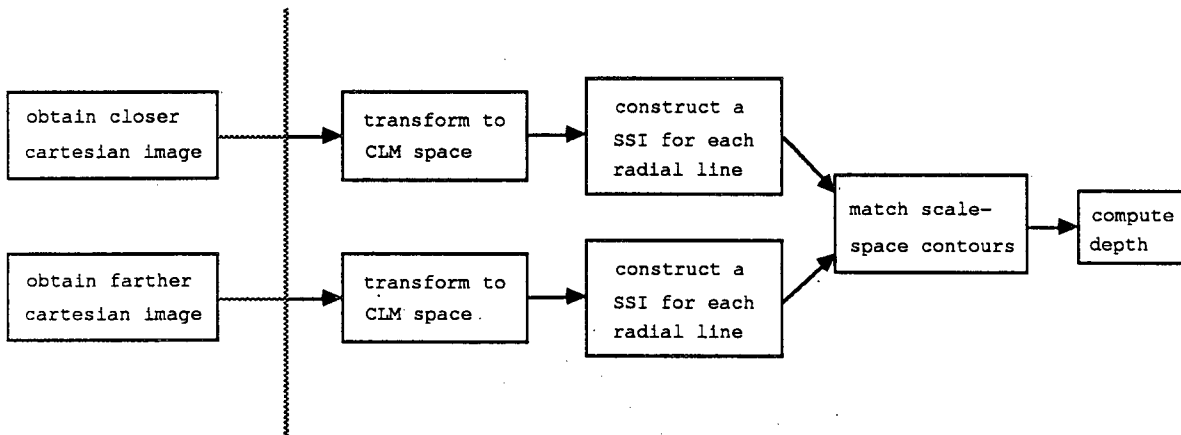 obtain closer
cartesian image
transform to
CLM space
construct a
SSI for each
radial line
match scale-
space contours
compute
depth
obtain farther
cartesian image
transform to
CLM space
construct a
SSI for each
radial line